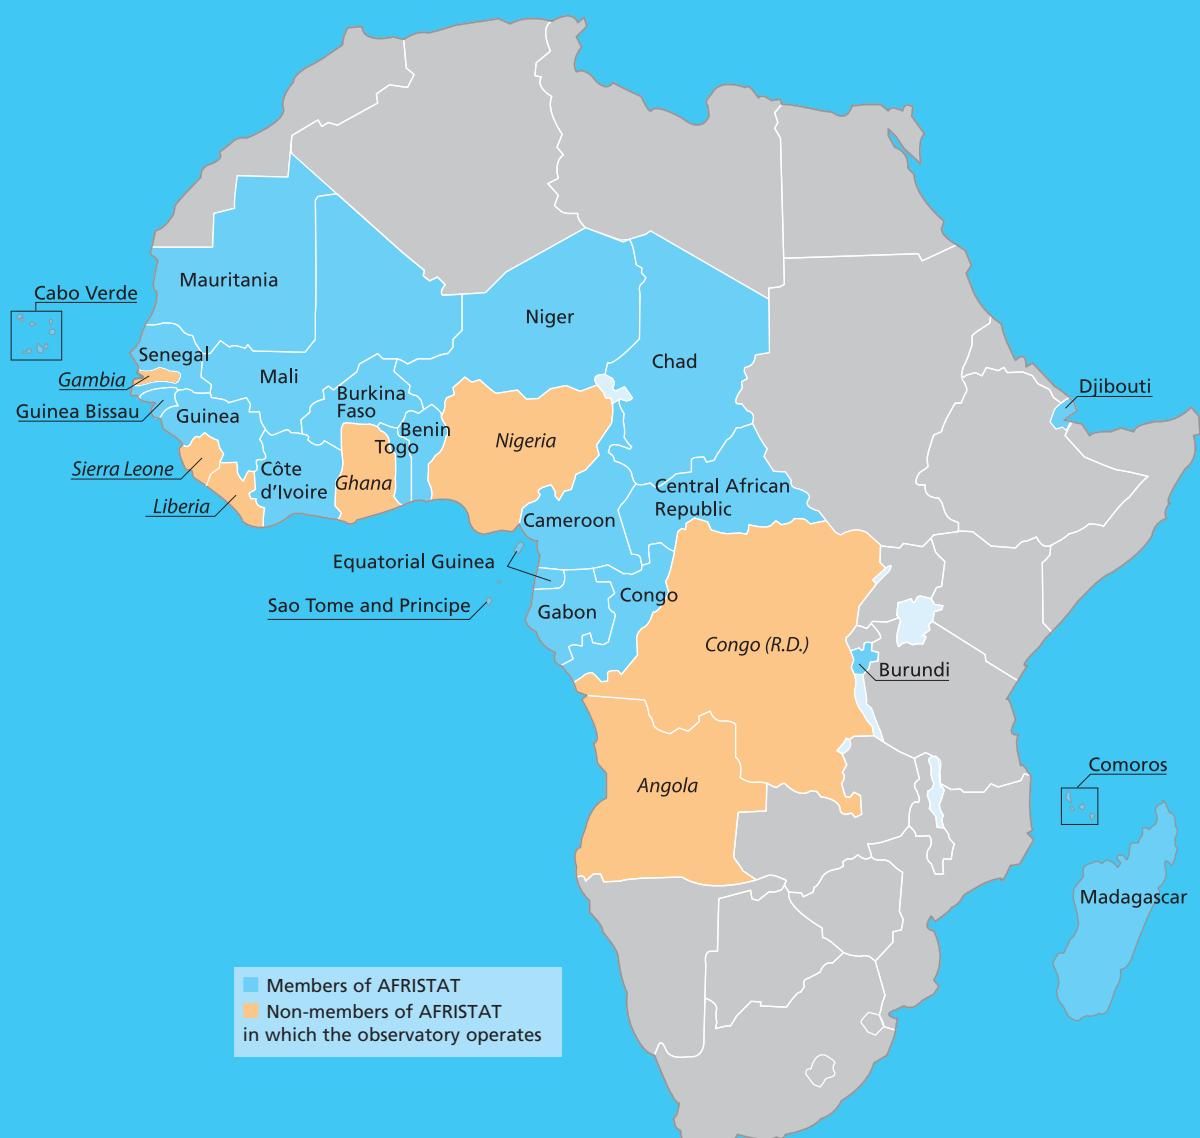 Mauritania
Cabo Verde
Niger
Senegal
Chad
Gambia
Mali
Djibouti
Burkina
Faso
Guinea Bissau
Guinea
Benin
Togo
Nigeria
Sierra Leone
Côte
d'Ivoire
Ghana
Central African
Republic
Liberia
Cameroon
Equatorial Guinea
Sao Tome and Principe
Congo
Gabon
Congo (R.D.)
Burundi
Angola
Comoros
Madagascar
Members of AFRISTAT
Non-members of AFRISTAT
in which the observatory operates